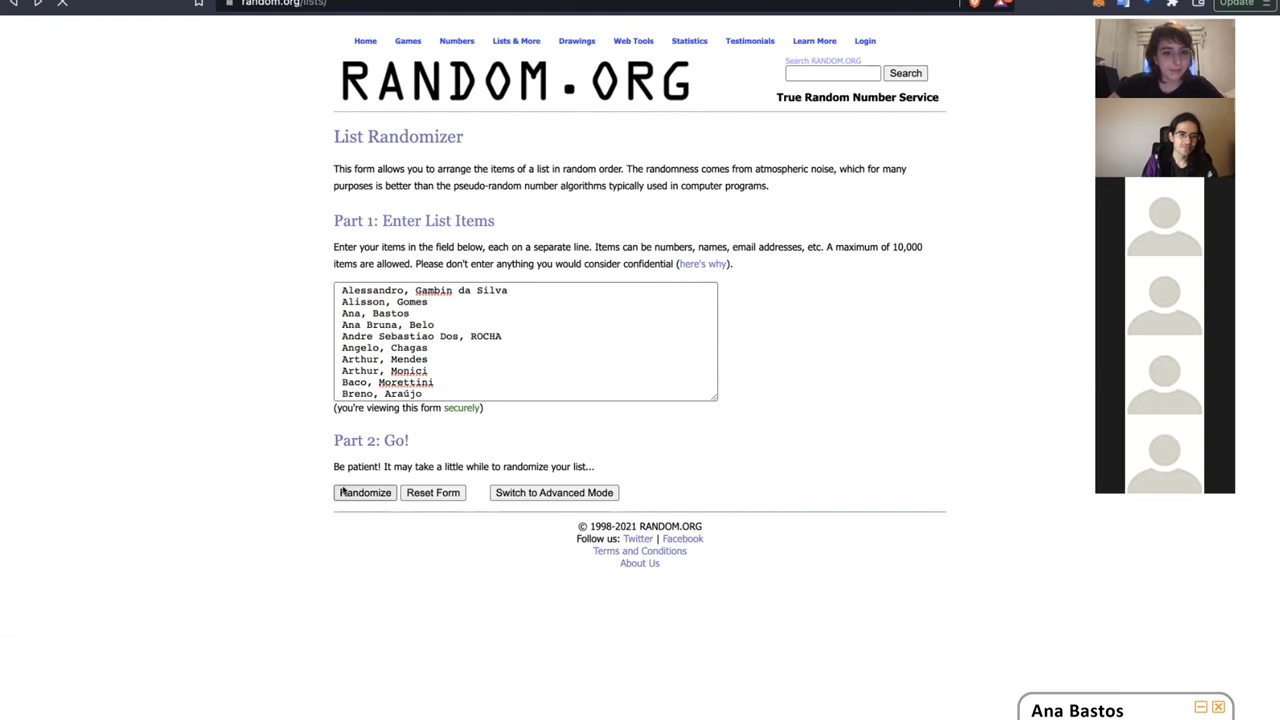 random.org/lists/
Update
Home Games Numbers Lists & More Drawings Web Tools Statistics Testimonials Learn More Login
Search RANDOM.ORG
RANDOM.ORG
Search
True Random Number Service
List Randomizer
This form allows you to arrange the items of a list in random order. The randomness comes from atmospheric noise, which for many
purposes is better than the pseudo-random number algorithms typically used in computer programs.
Part 1: Enter List Items
Enter your items in the field below, each on a separate line. Items can be numbers, names, email addresses, etc. A maximum of 10,000
items are allowed. Please don't enter anything you would consider confidential (here's why).
Alessandro, Gambin da Silva
Alisson, Gomes
Ana, Bastos
Ana Bruna, Belo
Andre Sebastiao Dos, ROCHA
Angelo, Chagas
Arthur, Mendes
Arthur, Monici
Baco, Morettini
Breno, Araújo
(you're viewing this form securely)
Part 2: Go!
Be patient! It may take a little while to randomize your list...
Randomize Reset Form Switch to Advanced Mode
© 1998-2021 RANDOM.ORG
Follow us: Twitter | Facebook
Terms and Conditions
About Us
Ana Bastos